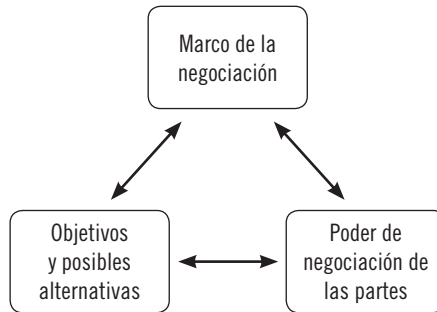 Marco de la
negociación
Objetivos
y posibles
alternativas
Poder de
negociación de
las partes